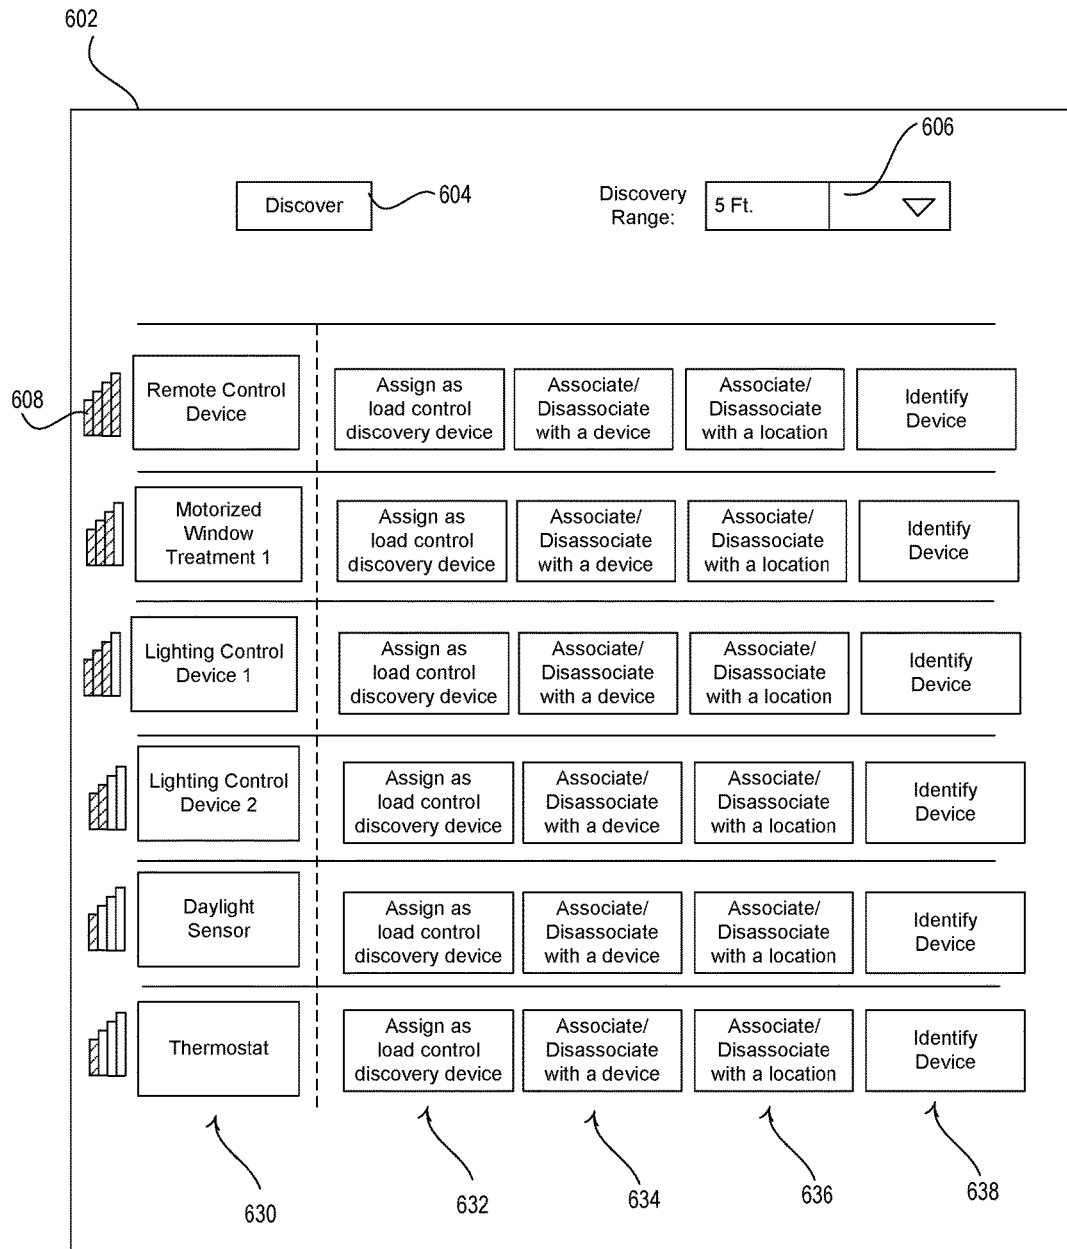 602
606
604
Discover
Discovery
Range:
5 Ft.
608
Remote Control
Device
Assign as
load control
discovery device
Associate/
Disassociate
with a device
Associate/
Disassociate
with a location
Identify
Device
Motorized
Window
Treatment 1
Assign as
load control
discovery device
Associate/
Disassociate
with a device
Associate/
Disassociate
with a location
Identify
Device
Lighting Control
Device 1
Assign as
load control
discovery device
Associate/
Disassociate
with a device
Associate/
Disassociate
with a location
Identify
Device
Lighting Control
Device 2
Assign as
load control
discovery device
Associate/
Disassociate
with a device
Associate/
Disassociate
with a location
Identify
Device
Daylight
Sensor
Assign as
load control
discovery device
Associate/
Disassociate
with a device
Associate/
Disassociate
with a location
Identify
Device
Thermostat
Assign as
load control
discovery device
Associate/
Disassociate
with a device
Associate/
Disassociate
with a location
Identify
Device
630
632
634
636
638